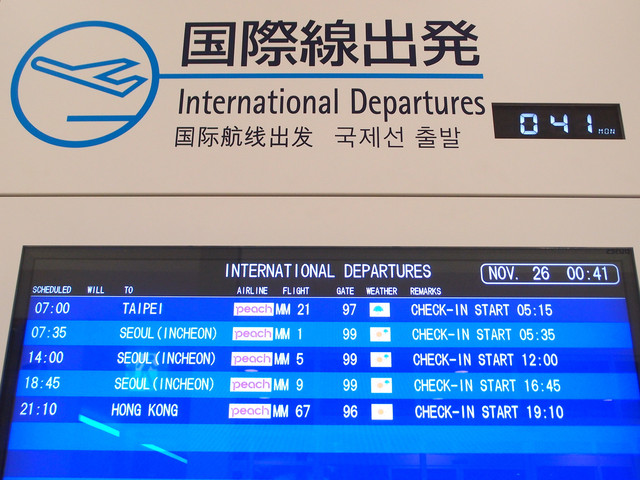 国際線出発
International Departures
国际航线出发 국제선 출발
0:41 MON
INTERNATIONAL DEPARTURES NOV. 26 00:41
SCHEDULED WILL TO AIRLINE FLIGHT GATE WEATHER REMARKS
07:00 TAIPEI peach MM 21 97 CHECK-IN START 05:15
07:35 SEOUL(INCHEON) peach MM 1 99 CHECK-IN START 05:35
14:00 SEOUL(INCHEON) peach MM 5 99 CHECK-IN START 12:00
18:45 SEOUL(INCHEON) peach MM 9 99 CHECK-IN START 16:45
21:10 HONG KONG peach MM 67 96 CHECK-IN START 19:10